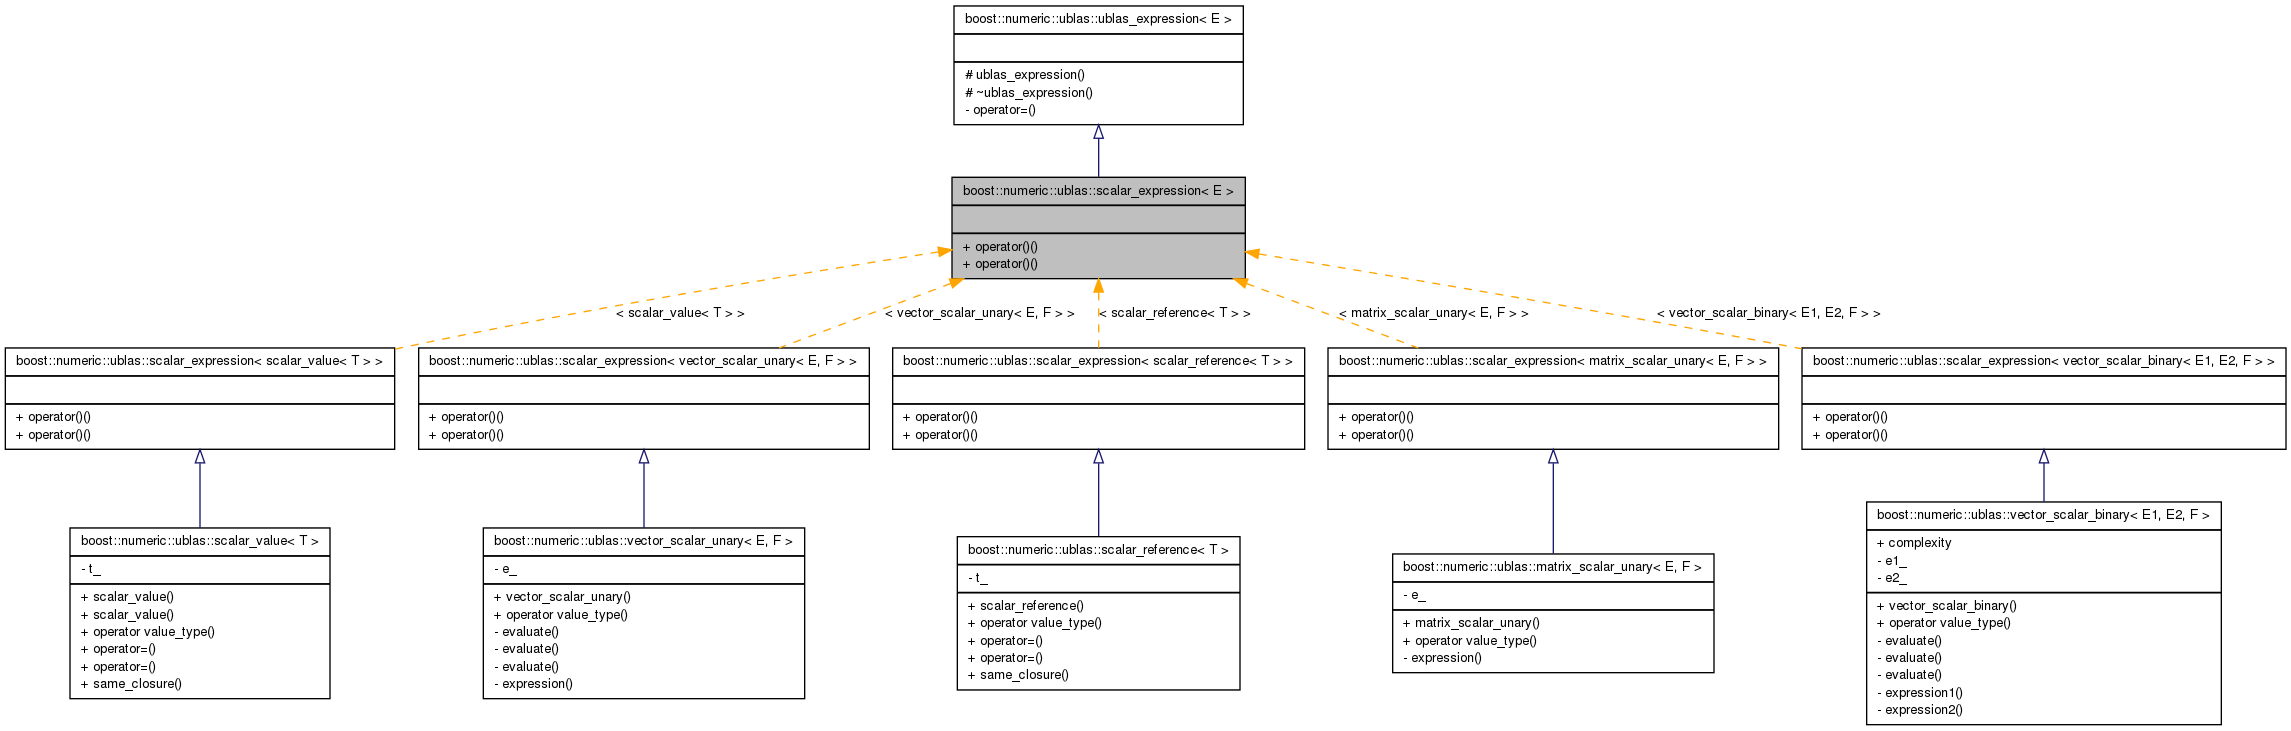 boost::numeric::ublas::ublas_expression< E >
# ublas_expression()
# ~ublas_expression()
- operator=()
boost::numeric::ublas::scalar_expression< E >
+ operator()()
+ operator()()
< scalar_value< T > >
< vector_scalar_unary< E, F > >
< scalar_reference< T > >
< matrix_scalar_unary< E, F > >
< vector_scalar_binary< E1, E2, F > >
boost::numeric::ublas::scalar_expression< scalar_value< T > >
+ operator()()
+ operator()()
boost::numeric::ublas::scalar_expression< vector_scalar_unary< E, F > >
+ operator()()
+ operator()()
boost::numeric::ublas::scalar_expression< scalar_reference< T > >
+ operator()()
+ operator()()
boost::numeric::ublas::scalar_expression< matrix_scalar_unary< E, F > >
+ operator()()
+ operator()()
boost::numeric::ublas::scalar_expression< vector_scalar_binary< E1, E2, F > >
+ operator()()
+ operator()()
boost::numeric::ublas::scalar_value< T >
- t_
+ scalar_value()
+ scalar_value()
+ operator value_type()
+ operator=()
+ operator=()
+ same_closure()
boost::numeric::ublas::vector_scalar_unary< E, F >
- e_
+ vector_scalar_unary()
+ operator value_type()
- evaluate()
- evaluate()
- evaluate()
- expression()
boost::numeric::ublas::scalar_reference< T >
- t_
+ scalar_reference()
+ operator value_type()
+ operator=()
+ operator=()
+ same_closure()
boost::numeric::ublas::matrix_scalar_unary< E, F >
- e_
+ matrix_scalar_unary()
+ operator value_type()
- expression()
boost::numeric::ublas::vector_scalar_binary< E1, E2, F >
+ complexity
- e1_
- e2_
+ vector_scalar_binary()
+ operator value_type()
- evaluate()
- evaluate()
- evaluate()
- expression1()
- expression2()